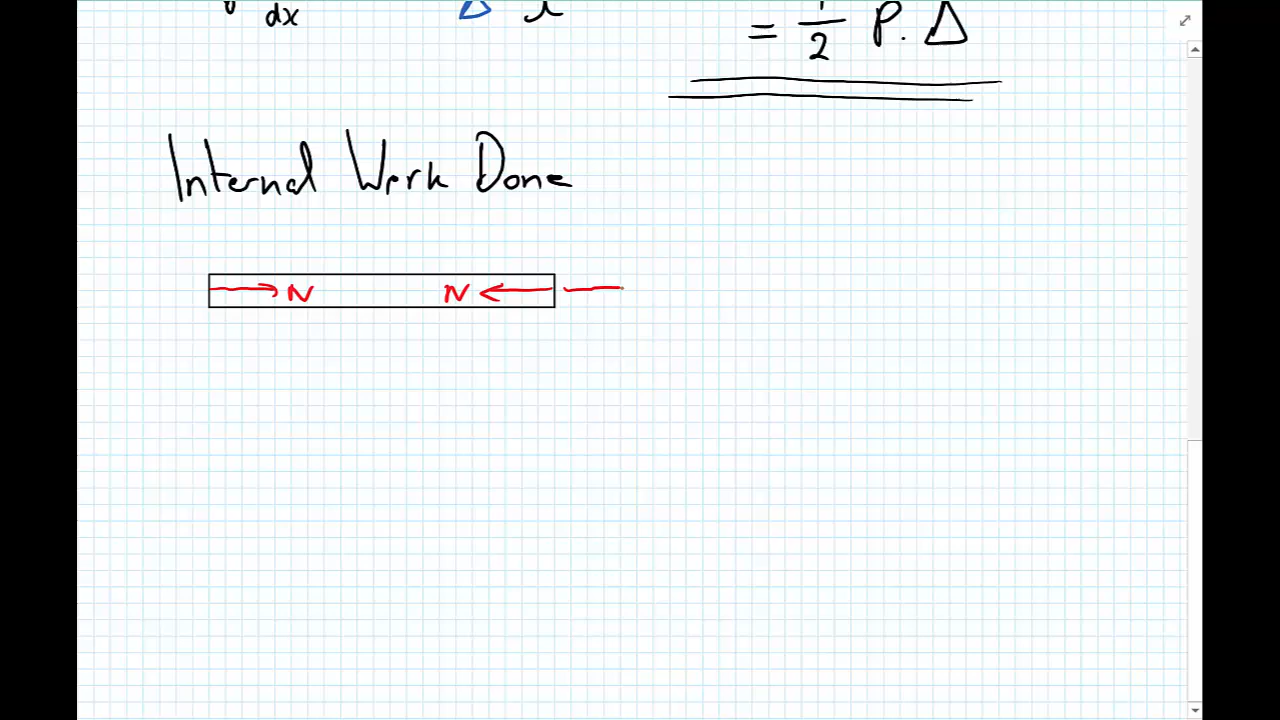 dx Δ
= 1/2 P. Δ
Internal Work Done
N N